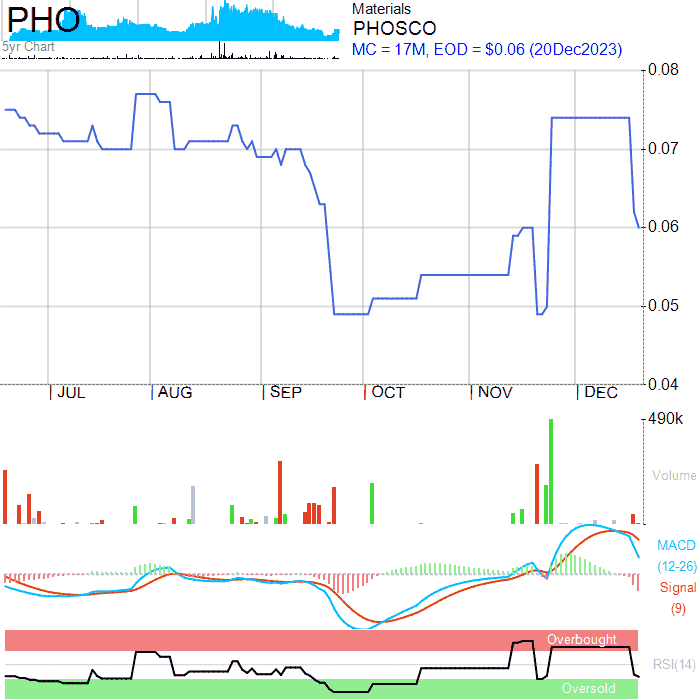 PHO
5yr Chart
Materials
PHOSCO
MC = 17M, EOD = $0.06 (20Dec2023)
0.08
0.07
0.06
0.05
0.04
JUL AUG SEP OCT NOV DEC
490k
Volume
MACD
(12-26)
Signal
(9)
Overbought
RSI(14)
Oversold